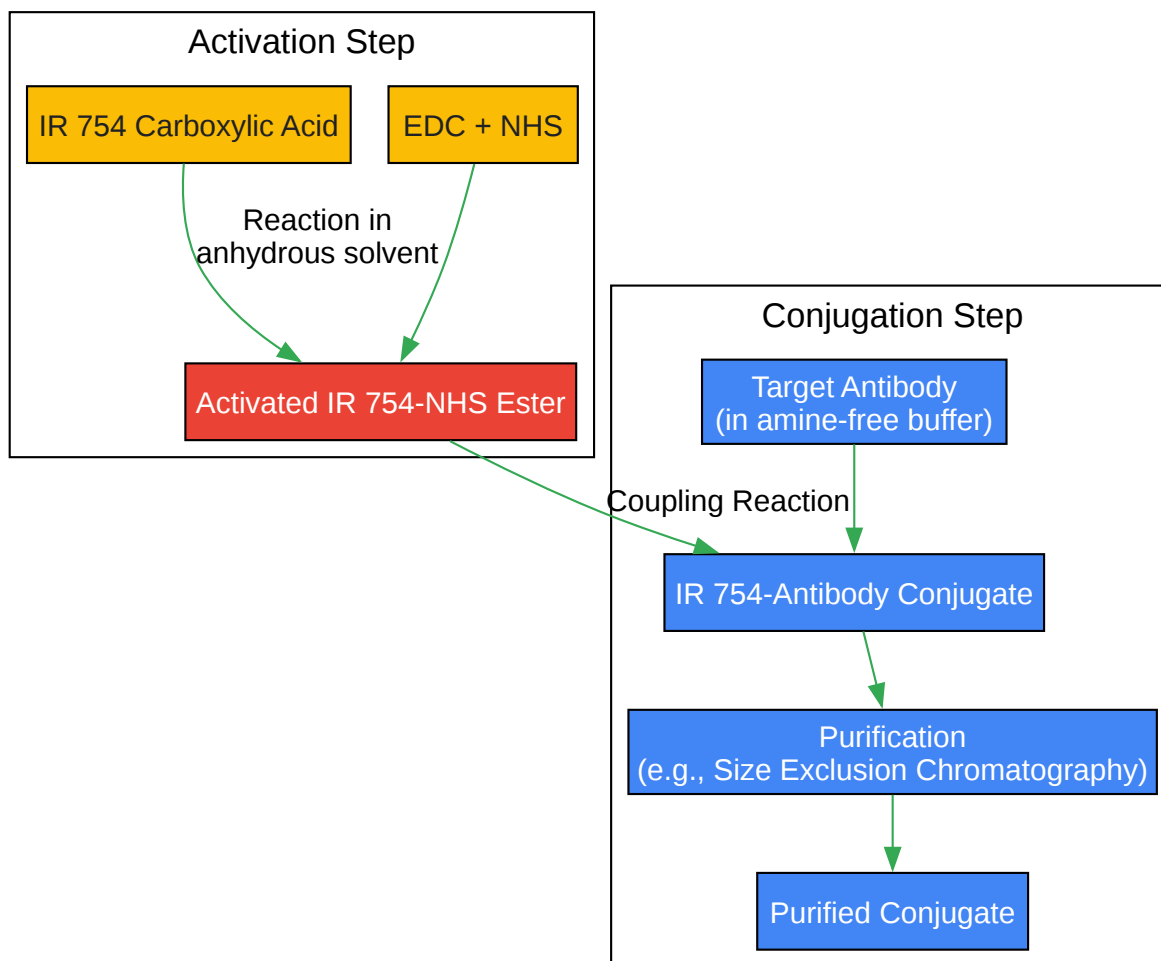 Activation Step
IR 754 Carboxylic Acid
EDC + NHS
Reaction in
anhydrous solvent
Activated IR 754-NHS Ester
Conjugation Step
Target Antibody
(in amine-free buffer)
Coupling Reaction
IR 754-Antibody Conjugate
Purification
(e.g., Size Exclusion Chromatography)
Purified Conjugate